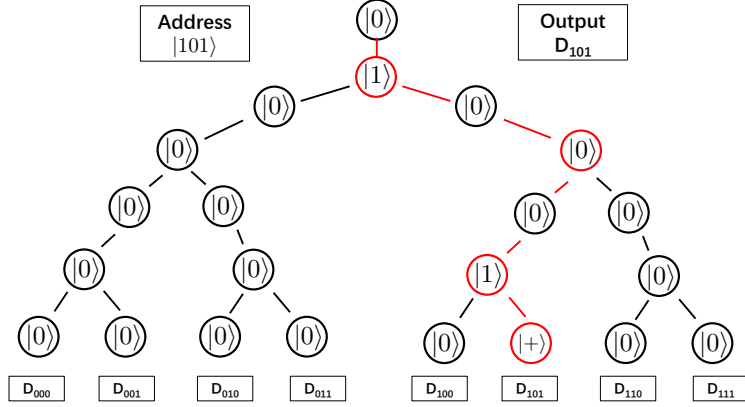 Address
|101⟩
|0⟩
Output
D₁₀₁
|1⟩
|0⟩ |0⟩
|0⟩ |0⟩
|0⟩ |0⟩ |0⟩ |0⟩
|0⟩ |0⟩ |1⟩ |0⟩
|0⟩ |0⟩ |0⟩ |0⟩ |0⟩ |+⟩ |0⟩ |0⟩
D₀₀₀ D₀₀₁ D₀₁₀ D₀₁₁ D₁₀₀ D₁₀₁ D₁₁₀ D₁₁₁